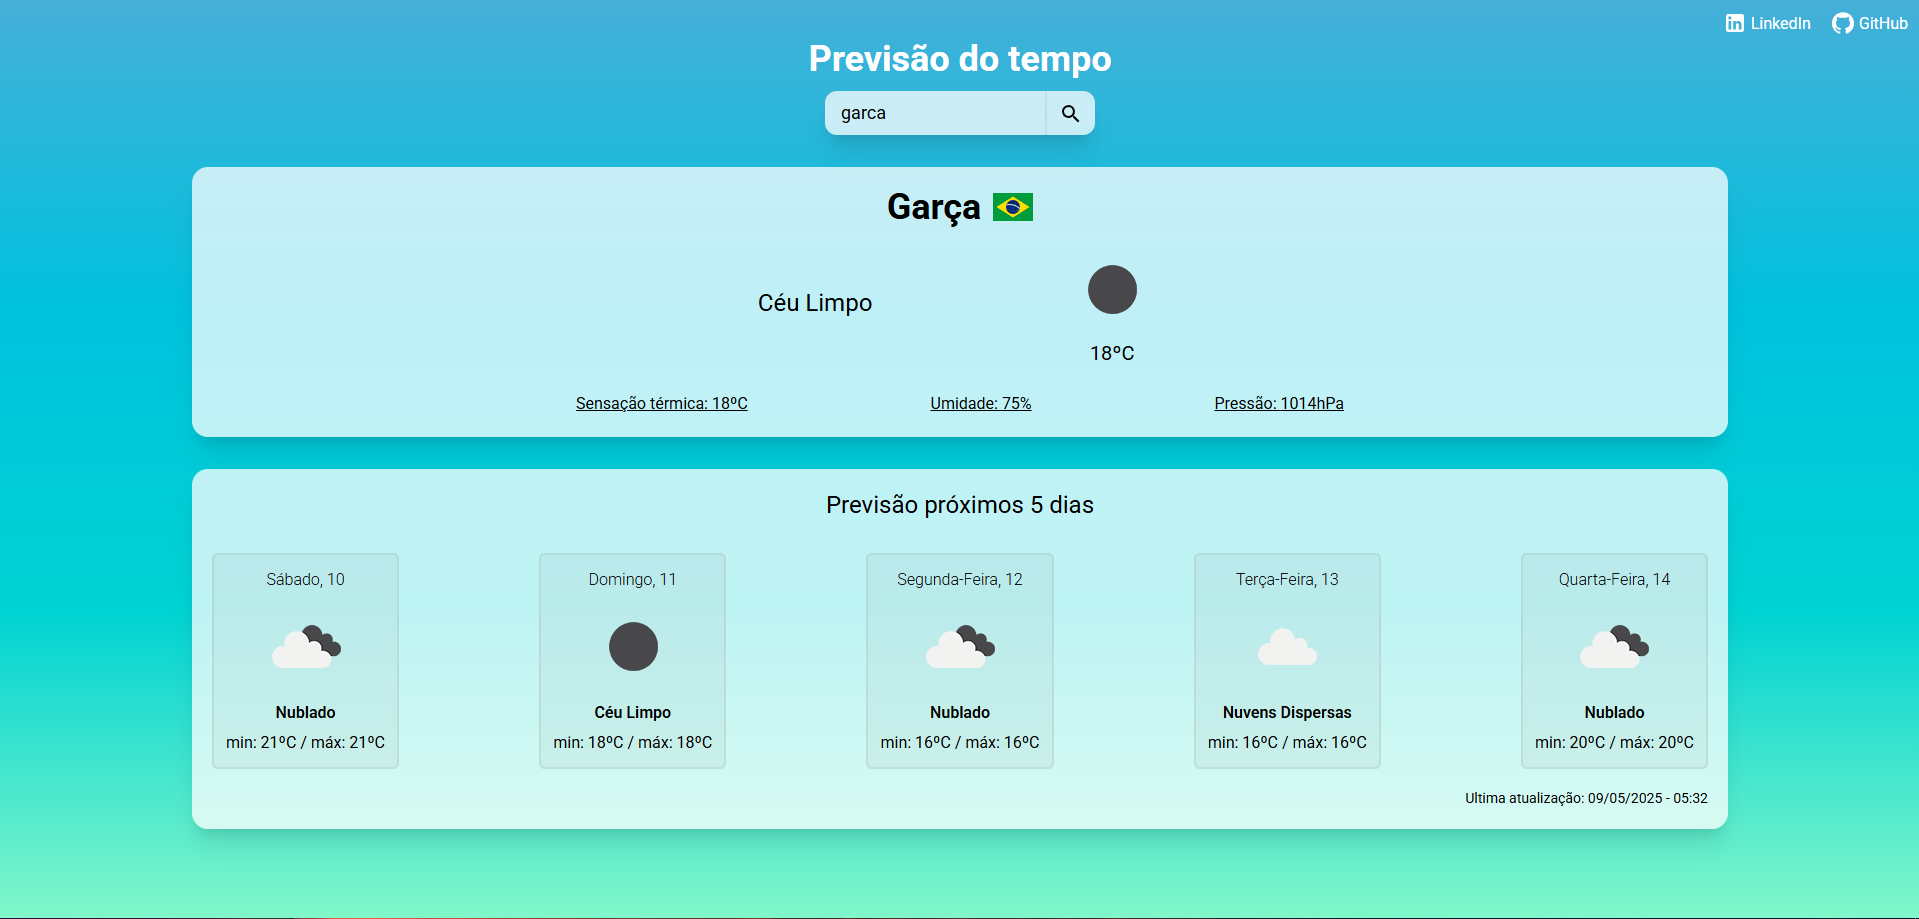 LinkedIn GitHub
Previsão do tempo
garca
Garça
Céu Limpo
18ºC
Sensação térmica: 18ºC Umidade: 75% Pressão: 1014hPa
Previsão próximos 5 dias
Sábado, 10
Nublado
min: 21ºC / máx: 21ºC
Domingo, 11
Céu Limpo
min: 18ºC / máx: 18ºC
Segunda-Feira, 12
Nublado
min: 16ºC / máx: 16ºC
Terça-Feira, 13
Nuvens Dispersas
min: 16ºC / máx: 16ºC
Quarta-Feira, 14
Nublado
min: 20ºC / máx: 20ºC
Ultima atualização: 09/05/2025 - 05:32